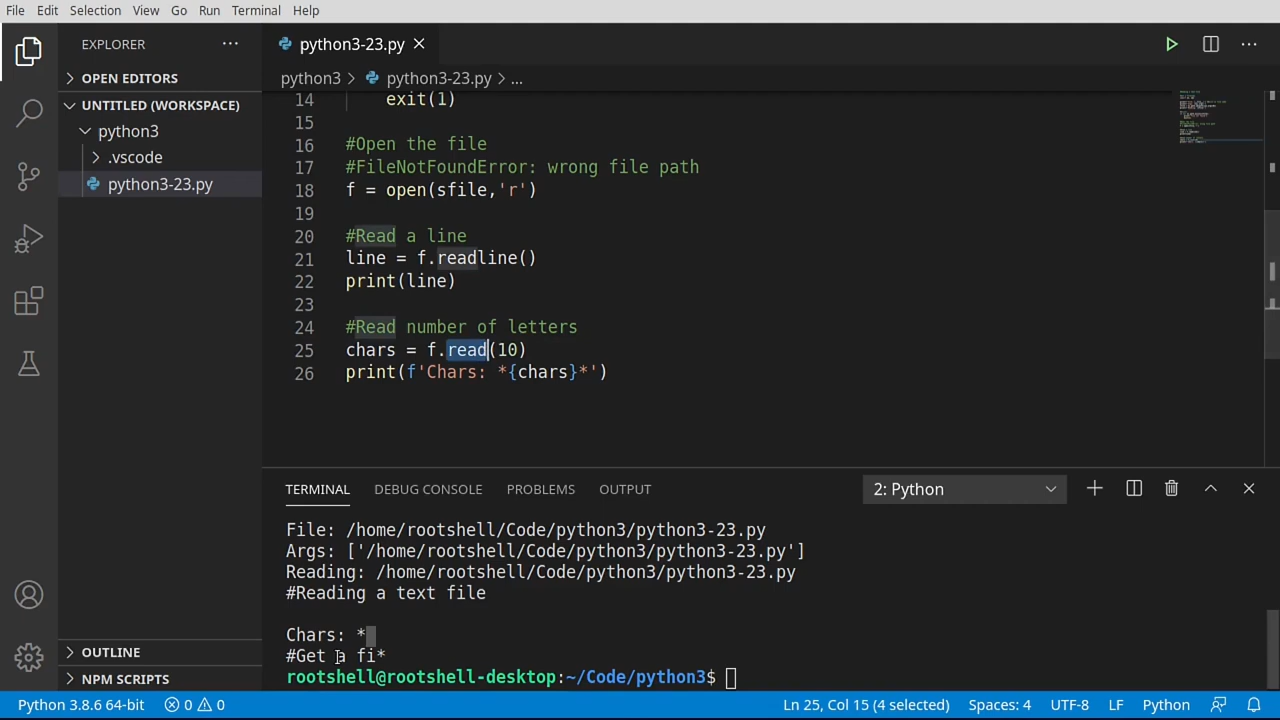 File Edit Selection View Go Run Terminal Help
EXPLORER ...
python3-23.py
OPEN EDITORS
python3 > python3-23.py > ...
UNTITLED (WORKSPACE)
python3
.vscode
python3-23.py
14 exit(1)
15
16 #Open the file
17 #FileNotFoundError: wrong file path
18 f = open(sfile,'r')
19
20 #Read a line
21 line = f.readline()
22 print(line)
23
24 #Read number of letters
25 chars = f.read(10)
26 print(f'Chars: *{chars}*')
TERMINAL DEBUG CONSOLE PROBLEMS OUTPUT 2: Python
File: /home/rootshell/Code/python3/python3-23.py
Args: ['/home/rootshell/Code/python3/python3-23.py']
Reading: /home/rootshell/Code/python3/python3-23.py
#Reading a text file
Chars: *
#Get a fi*
rootshell@rootshell-desktop:~/Code/python3$
OUTLINE
NPM SCRIPTS
Python 3.8.6 64-bit 0 0 Ln 25, Col 15 (4 selected) Spaces: 4 UTF-8 LF Python